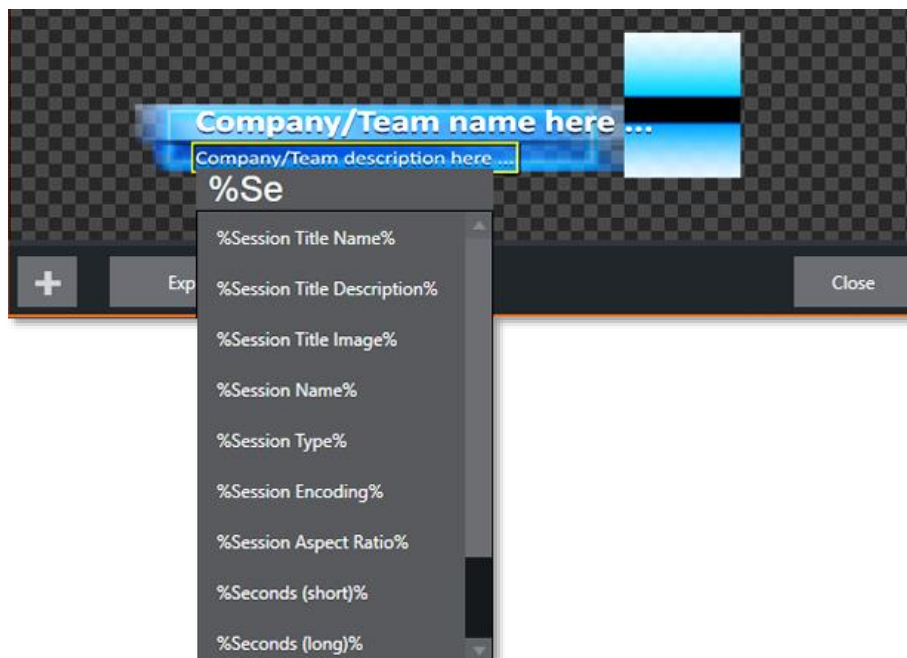 Company/Team name here ...
Company/Team description here ...
%Se
%Session Title Name%
%Session Title Description%
%Session Title Image%
%Session Name%
%Session Type%
%Session Encoding%
%Session Aspect Ratio%
%Seconds (short)%
%Seconds (long)%
+
Exp
Close